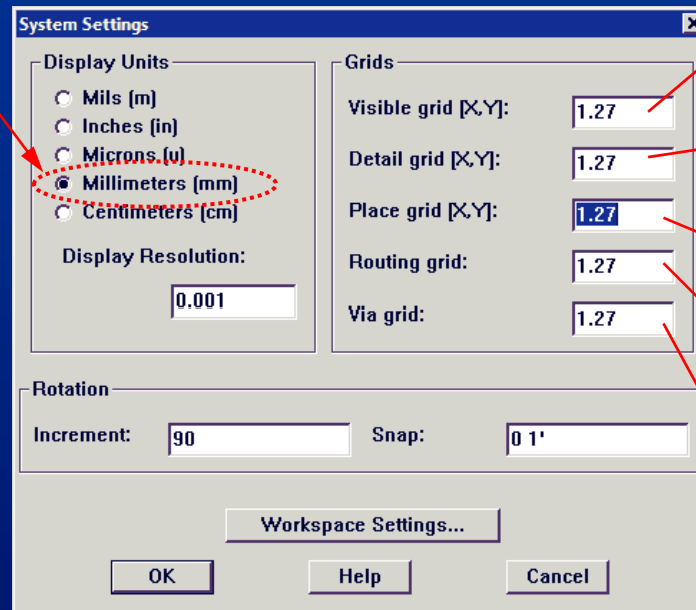 System Settings
Display Units
Mils (m)
Inches (in)
Microns (u)
Millimeters (mm)
Centimeters (cm)
Display Resolution:
0.001
Grids
Visible grid [X,Y]: 1.27
Detail grid [X,Y]: 1.27
Place grid [X,Y]: 1.27
Routing grid: 1.27
Via grid: 1.27
Rotation
Increment: 90 Snap: 0 1'
Workspace Settings...
OK Help Cancel